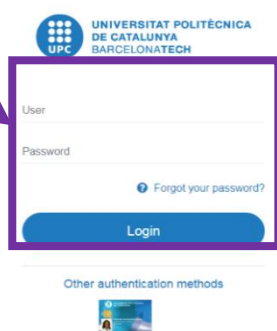 UNIVERSITAT POLITÈCNICA
DE CATALUNYA
BARCELONATECH
UPC
User
Password
Forgot your password?
Login
Other authentication methods